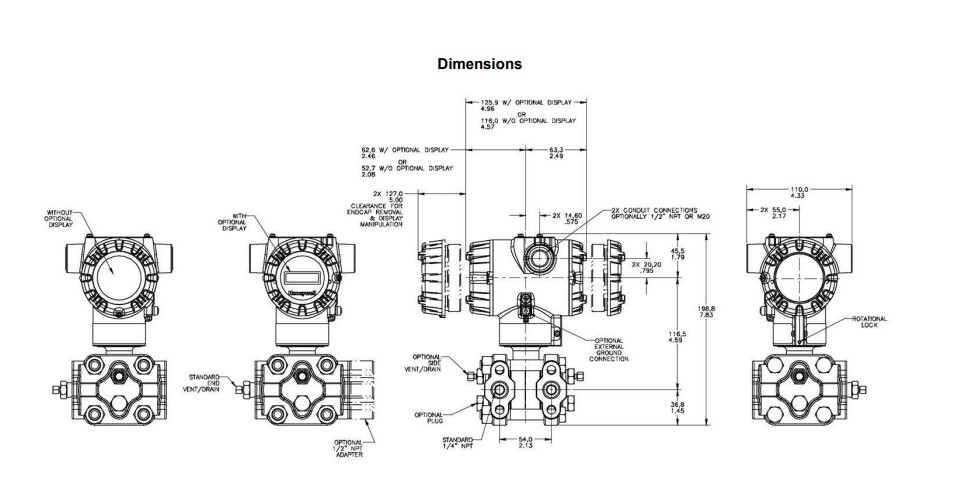 Dimensions
125,9 W/ OPTIONAL DISPLAY
4.96
OR
116,0 W/O OPTIONAL DISPLAY
4.57
62,6 W/ OPTIONAL DISPLAY
2.46
OR
52,7 W/O OPTIONAL DISPLAY
2.08
63,3
2.49
2X 127,0
5.00
CLEARANCE FOR
ENDCAP REMOVAL
& DISPLAY
MANIPULATION
2X 14,60
.575
2X CONDUIT CONNECTIONS
OPTIONALLY 1/2" NPT OR M20
110,0
4.33
2X 55,0
2.17
WITHOUT
OPTIONAL
DISPLAY
WITH
OPTIONAL
DISPLAY
Honeywell
45,5
1.79
2X 20,20
.795
198,8
7.83
116,5
4.59
ROTATIONAL
LOCK
OPTIONAL
EXTERNAL
GROUND
CONNECTION
OPTIONAL
SIDE
VENT/DRAIN
STANDARD
END
VENT/DRAIN
36,8
1.45
OPTIONAL
PLUG
OPTIONAL
1/2" NPT
ADAPTER
STANDARD
1/4" NPT
54,0
2.13